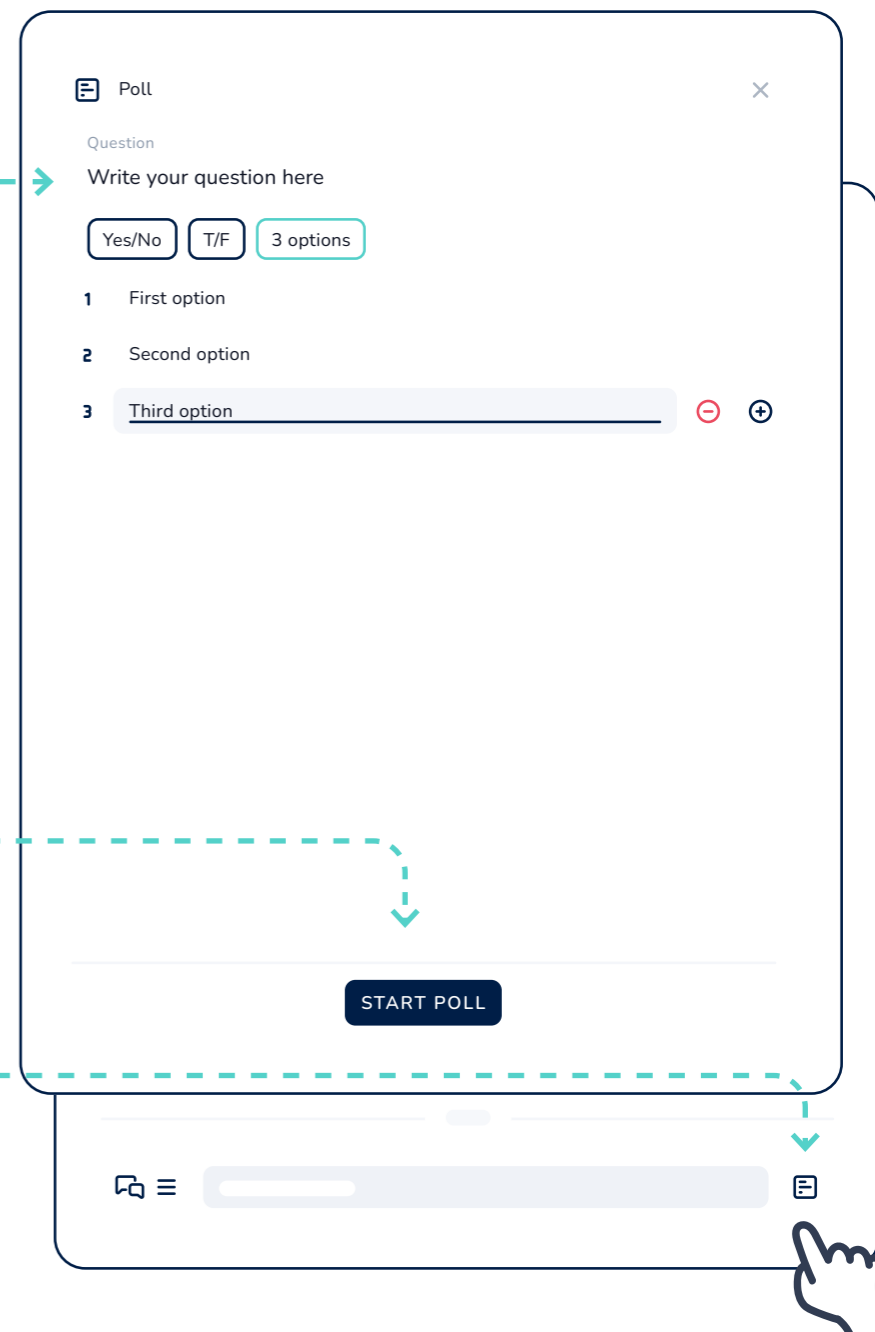 Poll
Question
Write your question here
Yes/No T/F 3 options
1 First option
2 Second option
3 Third option
START POLL